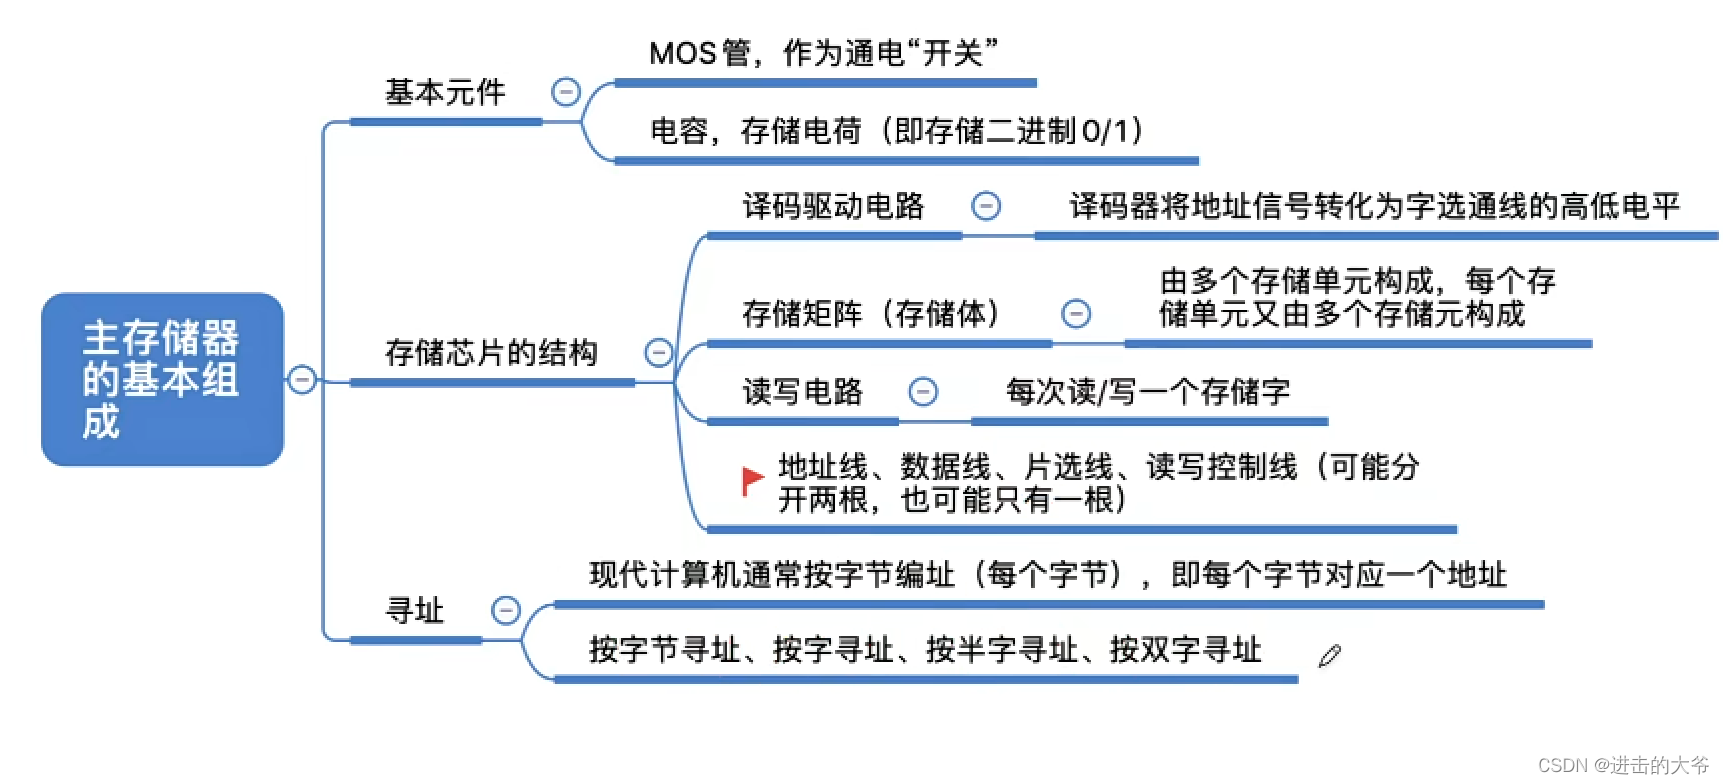 主存储器
的基本组
成
基本元件
MOS管，作为通电“开关”
电容，存储电荷（即存储二进制0/1）
存储芯片的结构
译码驱动电路
译码器将地址信号转化为字选通线的高低电平
存储矩阵（存储体）
由多个存储单元构成，每个存
储单元又由多个存储元构成
读写电路
每次读/写一个存储字
地址线、数据线、片选线、读写控制线（可能分
开两根，也可能只有一根）
寻址
现代计算机通常按字节编址（每个字节），即每个字节对应一个地址
按字节寻址、按字寻址、按半字寻址、按双字寻址
CSDN @进击的大爷